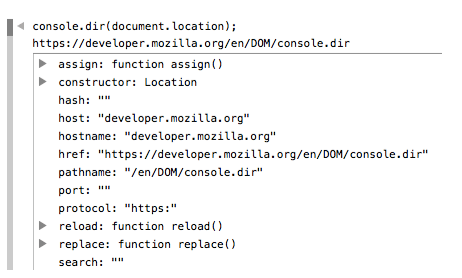 console.dir(document.location);
https://developer.mozilla.org/en/DOM/console.dir
assign: function assign()
constructor: Location
hash: ""
host: "developer.mozilla.org"
hostname: "developer.mozilla.org"
href: "https://developer.mozilla.org/en/DOM/console.dir"
pathname: "/en/DOM/console.dir"
port: ""
protocol: "https:"
reload: function reload()
replace: function replace()
search: ""